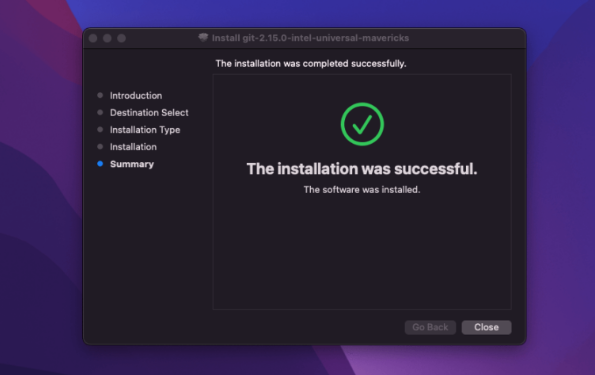 Install git-2.15.0-intel-universal-mavericks
The installation was completed successfully.
Introduction
Destination Select
Installation Type
Installation
Summary
The installation was successful.
The software was installed.
Go Back
Close